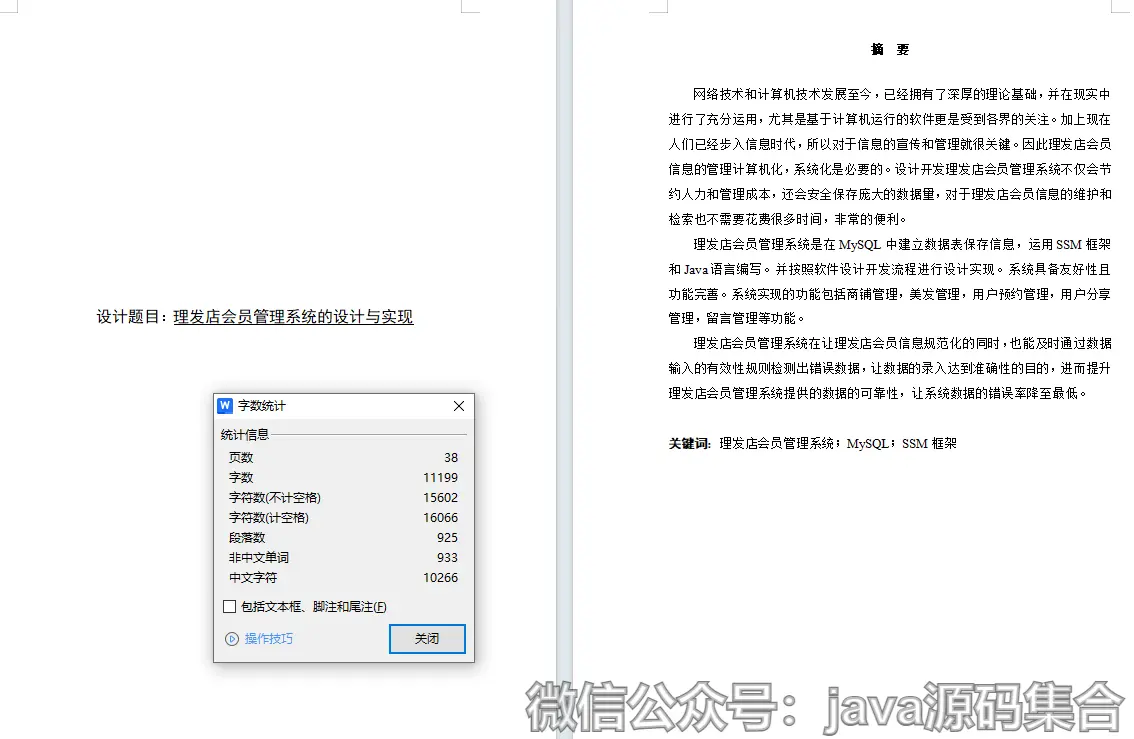 设计题目：理发店会员管理系统的设计与实现
字数统计
统计信息
页数 38
字数 11199
字符数(不计空格) 15602
字符数(计空格) 16066
段落数 925
非中文单词 933
中文字符 10266
包括文本框、脚注和尾注(F)
操作技巧
关闭
摘 要
网络技术和计算机技术发展至今，已经拥有了深厚的理论基础，并在现实中
进行了充分运用，尤其是基于计算机运行的软件更是受到各界的关注。加上现在
人们已经步入信息时代，所以对于信息的宣传和管理就很关键。因此理发店会员
信息的管理计算机化，系统化是必要的。设计开发理发店会员管理系统不仅会节
约人力和管理成本，还会安全保存庞大的数据量，对于理发店会员信息的维护和
检索也不需要花费很多时间，非常的便利。
理发店会员管理系统是在 MySQL 中建立数据表保存信息，运用 SSM 框架
和 Java 语言编写。并按照软件设计开发流程进行设计实现。系统具备友好性且
功能完善。系统实现的功能包括商铺管理，美发管理，用户预约管理，用户分享
管理，留言管理等功能。
理发店会员管理系统在让理发店会员信息规范化的同时，也能及时通过数据
输入的有效性规则检测出错误数据，让数据的录入达到准确性的目的，进而提升
理发店会员管理系统提供的数据的可靠性，让系统数据的错误率降至最低。
关键词：理发店会员管理系统；MySQL；SSM 框架
微信公众号：java源码集合